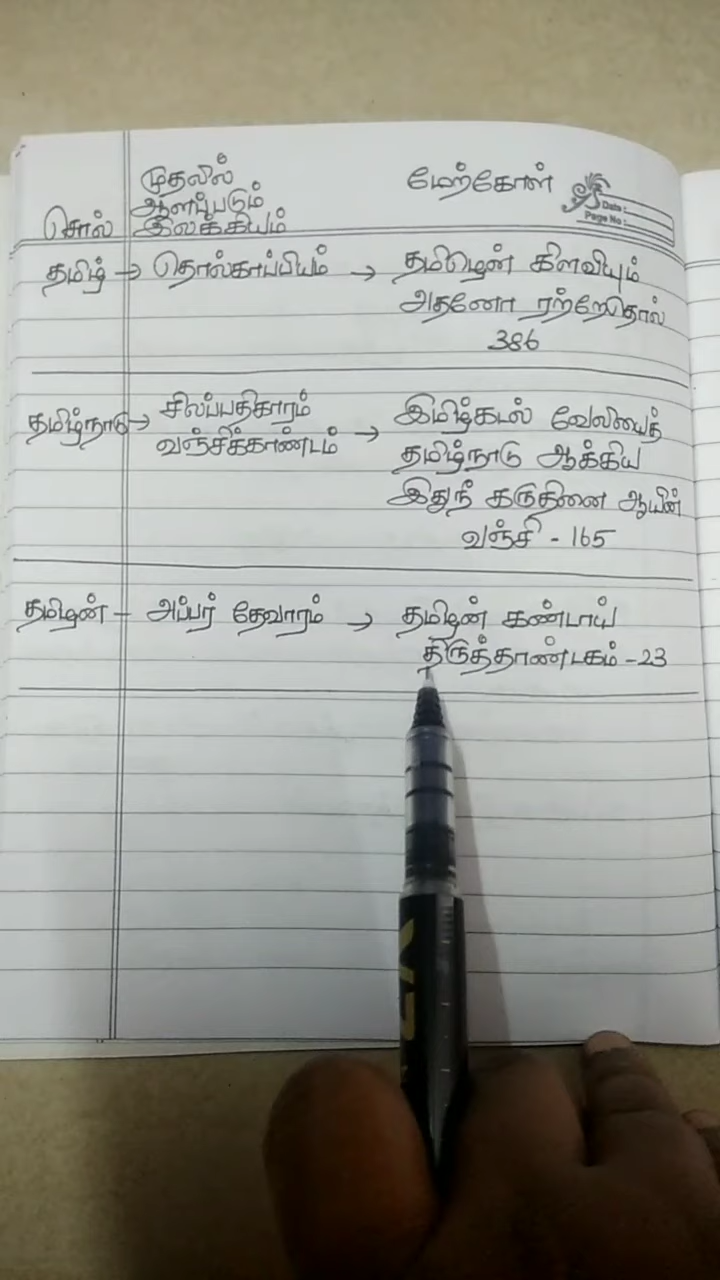 முதலில்
ஆளப்படும்
சொல் இலக்கியம் மேற்கோள்
Date :
Page No :
தமிழ் → தொல்காப்பியம் → தமிழென் கிளவியும்
அதனோ ரற்றே
386
தமிழ்நாடு → சிலப்பதிகாரம் → இமிழ்கடல் வேலியைத்
வஞ்சிக்காண்டம் தமிழ்நாடு ஆக்கிய
இதுநீ கருதினை ஆயின்
வஞ்சி - 165
தமிழன் – அப்பர் தேவாரம் → தமிழன் கண்டாய்
திருத்தாண்டகம் - 23